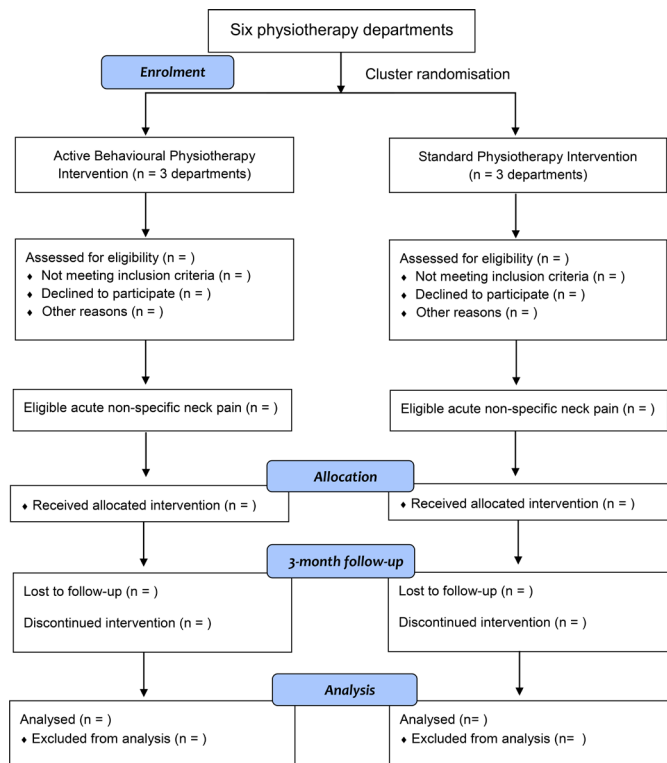 Six physiotherapy departments
Enrolment
Cluster randomisation
Active Behavioural Physiotherapy
Intervention (n = 3 departments)
Standard Physiotherapy Intervention
(n = 3 departments)
Assessed for eligibility (n = )
♦ Not meeting inclusion criteria (n = )
♦ Declined to participate (n = )
♦ Other reasons (n = )
Assessed for eligibility (n = )
♦ Not meeting inclusion criteria (n = )
♦ Declined to participate (n = )
♦ Other reasons (n = )
Eligible acute non-specific neck pain (n = )
Eligible acute non-specific neck pain (n = )
Allocation
♦ Received allocated intervention (n = )
♦ Received allocated intervention (n = )
3-month follow-up
Lost to follow-up (n = )
Discontinued intervention (n = )
Lost to follow-up (n = )
Discontinued intervention (n = )
Analysis
Analysed (n = )
♦ Excluded from analysis (n = )
Analysed (n= )
♦ Excluded from analysis (n= )